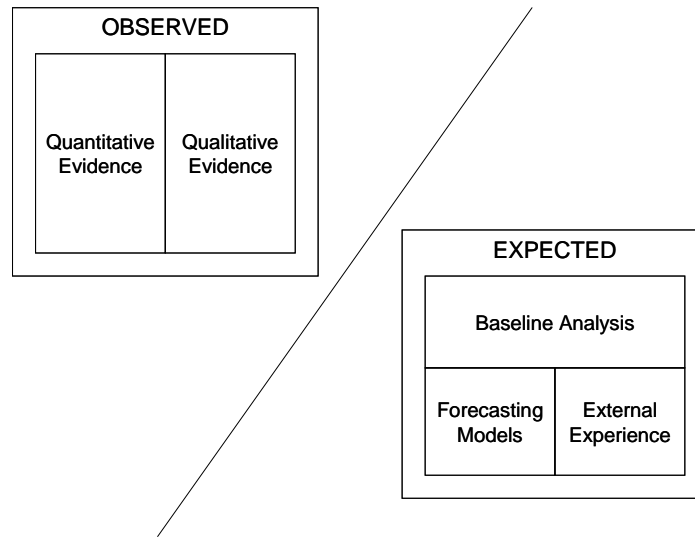 OBSERVED
Quantitative
Evidence
Qualitative
Evidence
EXPECTED
Baseline Analysis
Forecasting
Models
External
Experience